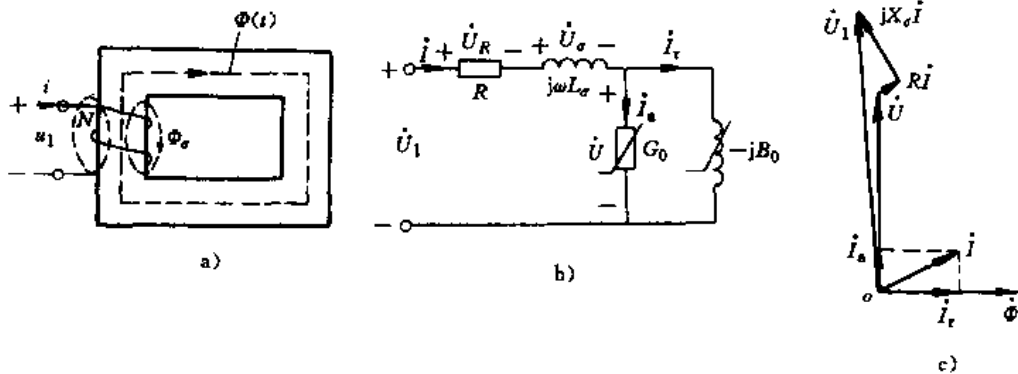 Φ(t)
+ i
N
u₁
Φσ
−
a)
+ U̇R − + U̇σ − İr
İ
R jωLσ
+ İa
U̇₁ U̇ G₀ −jB₀
−
−
b)
U̇₁ jXσİ
Rİ
U̇
İa İ
o İr Φ̇
c)